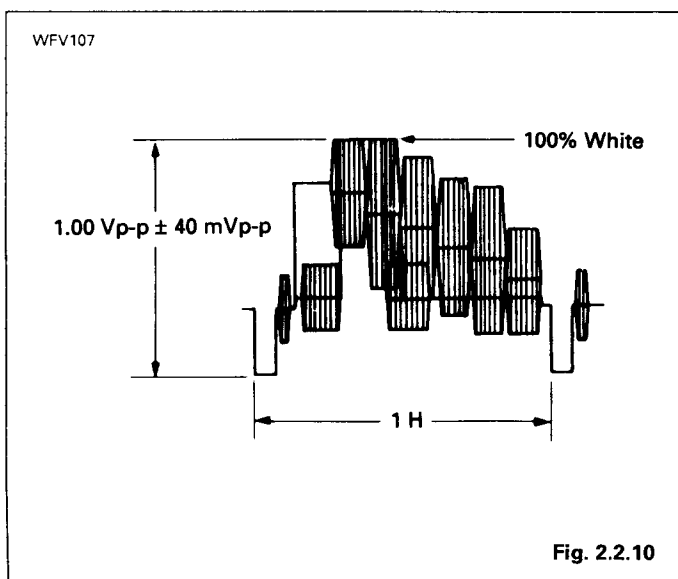 WFV107
100% White
1.00 Vp-p ± 40 mVp-p
1 H
Fig. 2.2.10